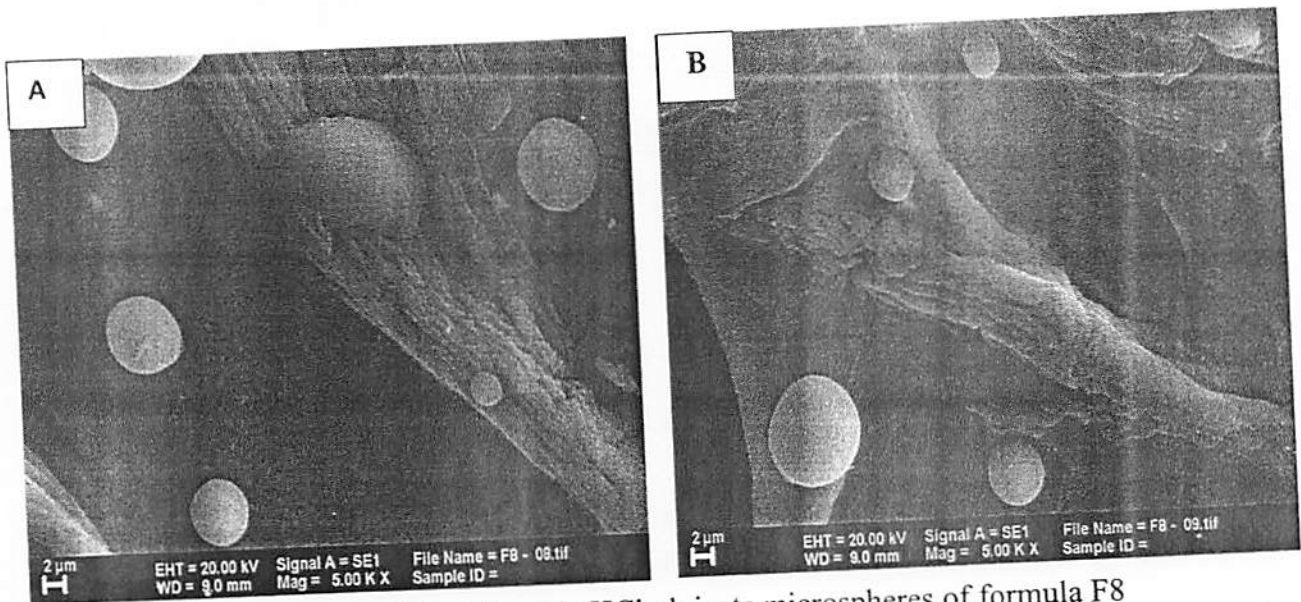 A
B
2 µm
EHT = 20.00 kV Signal A = SE1 File Name = F8 - 08.tif
WD = 9.0 mm Mag = 5.00 K X Sample ID =
2 µm
EHT = 20.00 kV Signal A = SE1 File Name = F8 - 09.tif
WD = 9.0 mm Mag = 5.00 K X Sample ID =
microspheres of formula F8